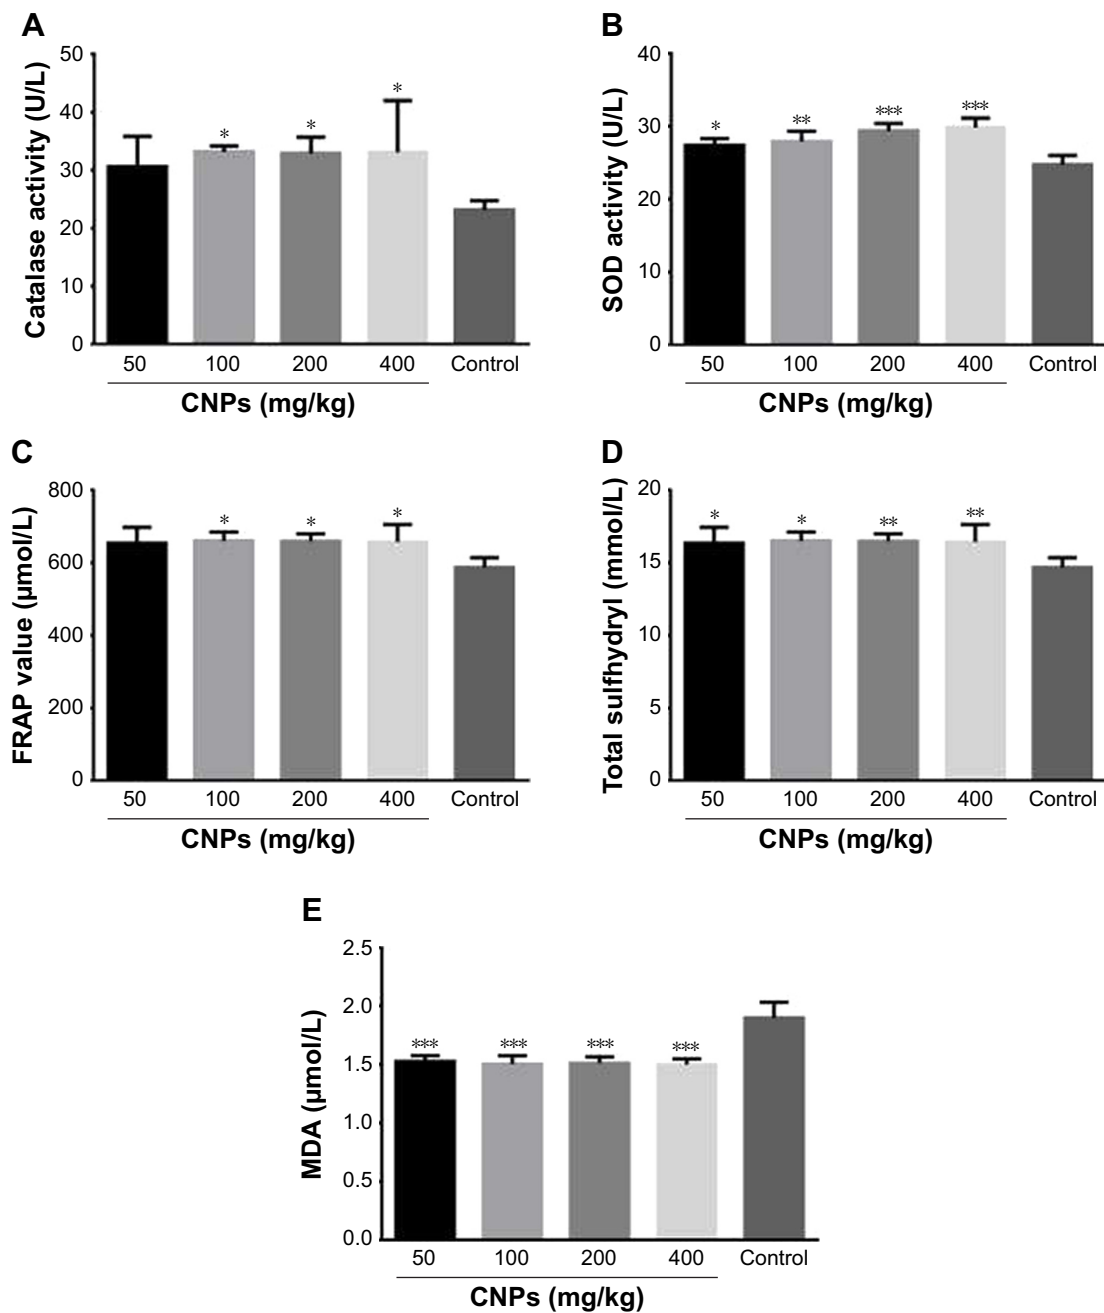 A
Catalase activity (U/L)
50
40
30
20
10
0
*
*
*
50 100 200 400 Control
CNPs (mg/kg)
B
SOD activity (U/L)
40
30
20
10
0
*
**
***
***
50 100 200 400 Control
CNPs (mg/kg)
C
FRAP value (µmol/L)
800
600
400
200
0
*
*
*
50 100 200 400 Control
CNPs (mg/kg)
D
Total sulfhydryl (mmol/L)
20
15
10
5
0
*
*
**
**
50 100 200 400 Control
CNPs (mg/kg)
E
MDA (µmol/L)
2.5
2.0
1.5
1.0
0.5
0.0
***
***
***
***
50 100 200 400 Control
CNPs (mg/kg)